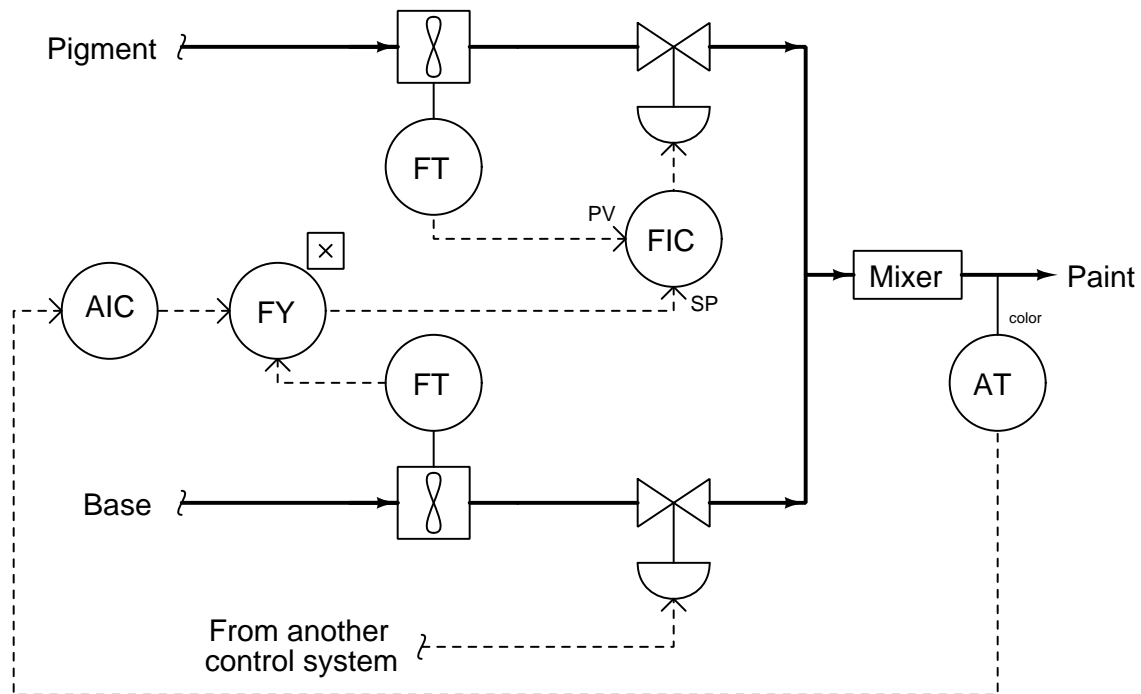 Pigment
FT
PV
FIC
×
AIC
FY
SP
Mixer
Paint
color
FT
AT
Base
From another
control system